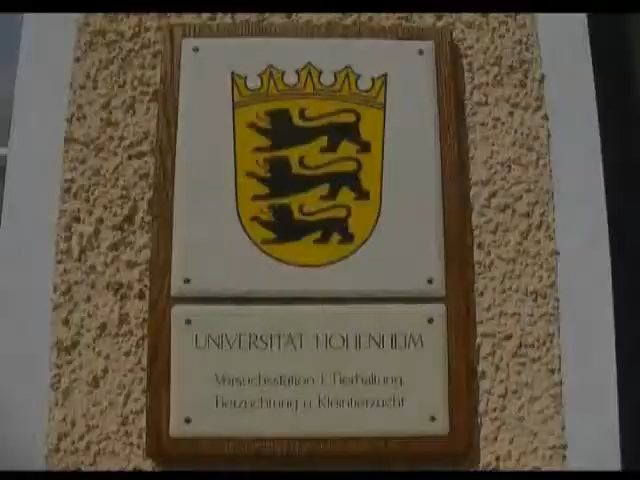 UNIVERSITÄT HOHENHEIM
Versuchsstation f. Tierhaltung,
Tierzüchtung u. Kleintierzucht